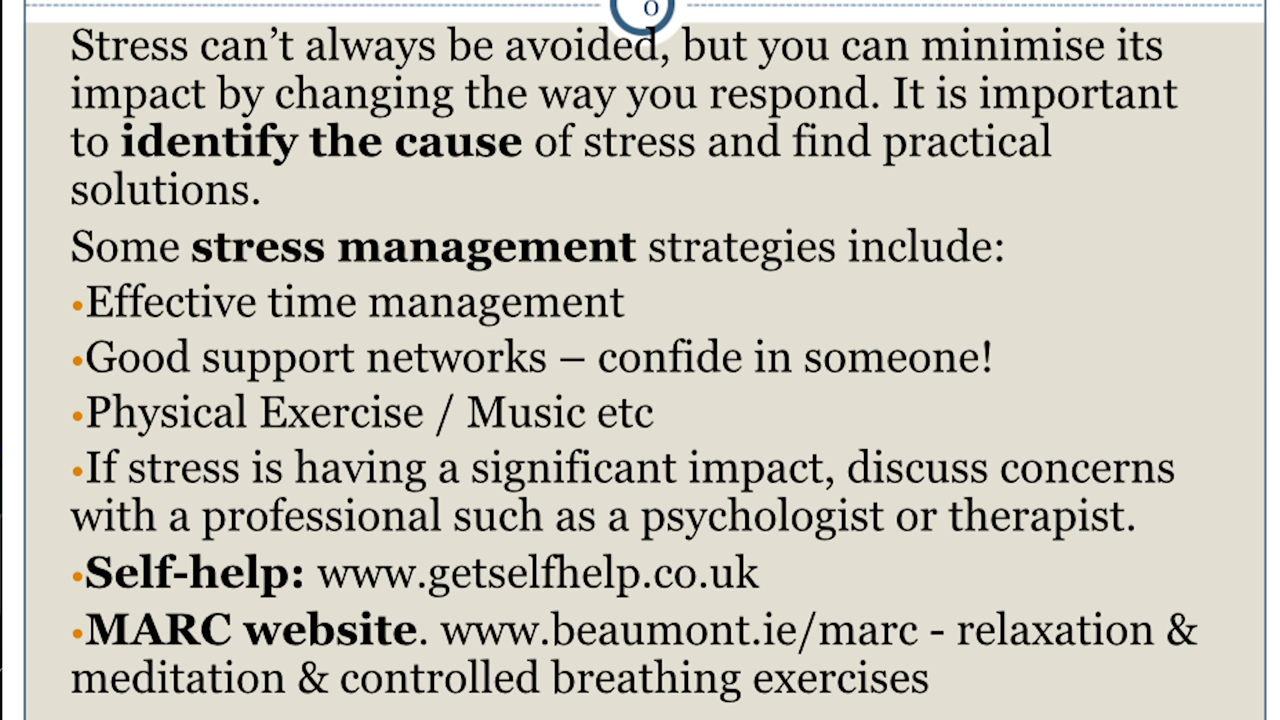 0
Stress can’t always be avoided, but you can minimise its
impact by changing the way you respond. It is important
to identify the cause of stress and find practical
solutions.
Some stress management strategies include:
•Effective time management
•Good support networks – confide in someone!
•Physical Exercise / Music etc
•If stress is having a significant impact, discuss concerns
with a professional such as a psychologist or therapist.
•Self-help: www.getselfhelp.co.uk
•MARC website. www.beaumont.ie/marc - relaxation &
meditation & controlled breathing exercises